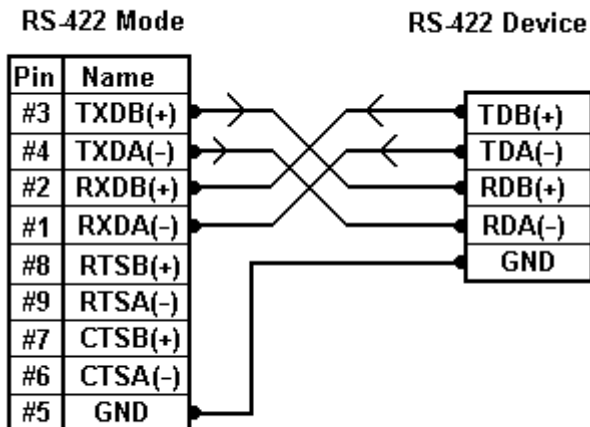 RS-422 Mode
RS-422 Device
Pin Name
#3 TXDB(+)
#4 TXDA(-)
#2 RXDB(+)
#1 RXDA(-)
#8 RTSB(+)
#9 RTSA(-)
#7 CTSB(+)
#6 CTSA(-)
#5 GND
TDB(+)
TDA(-)
RDB(+)
RDA(-)
GND